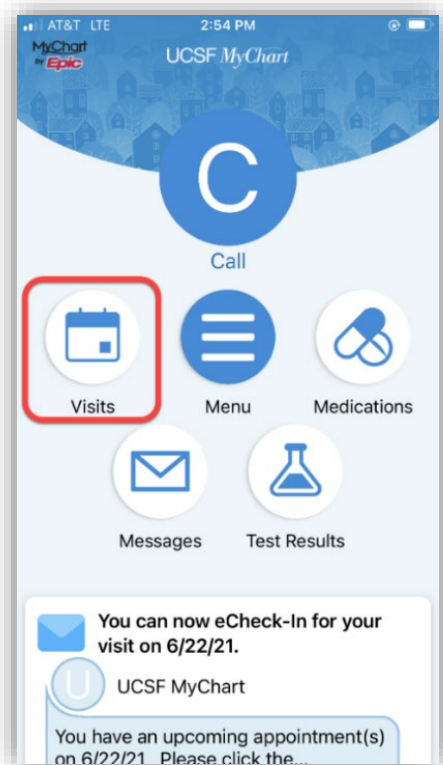 AT&T LTE 2:54 PM
MyChart
by Epic
UCSF MyChart
C
Call
Visits Menu Medications
Messages Test Results
You can now eCheck-In for your
visit on 6/22/21.
U
UCSF MyChart
You have an upcoming appointment(s)
on 6/22/21. Please click the...